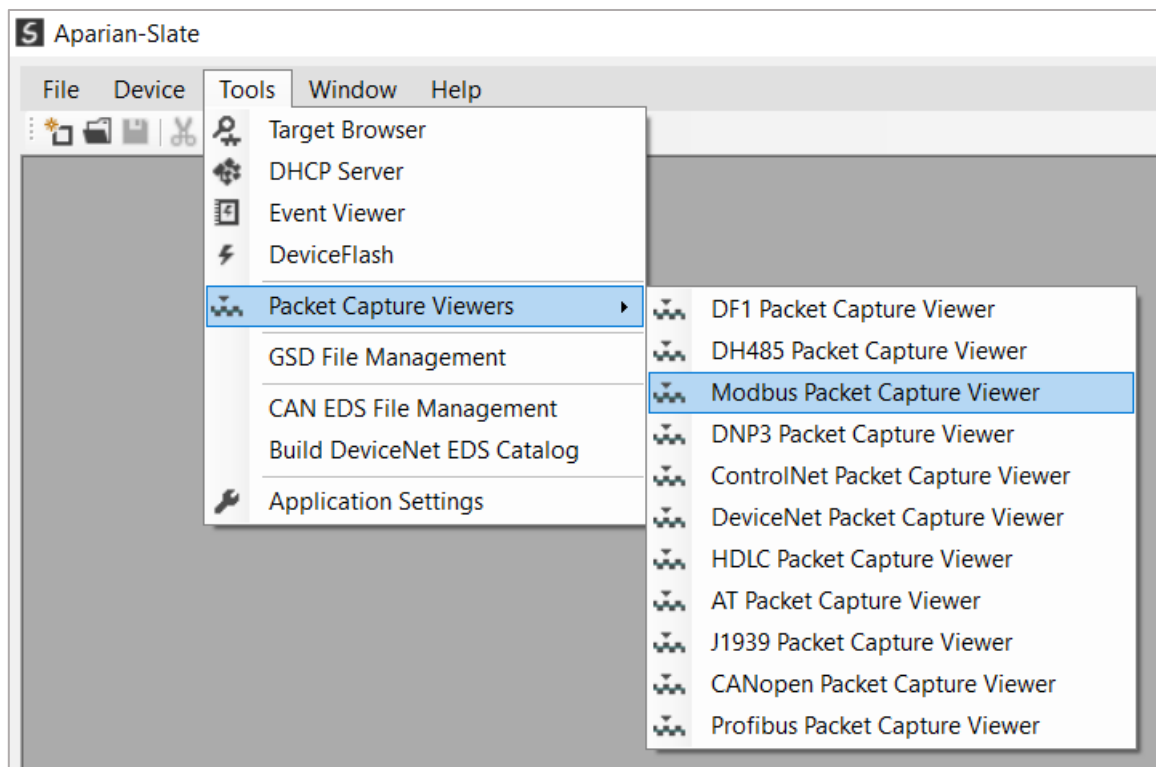 Aparian-Slate
File Device Tools Window Help
Target Browser
DHCP Server
Event Viewer
DeviceFlash
Packet Capture Viewers
GSD File Management
CAN EDS File Management
Build DeviceNet EDS Catalog
Application Settings
DF1 Packet Capture Viewer
DH485 Packet Capture Viewer
Modbus Packet Capture Viewer
DNP3 Packet Capture Viewer
ControlNet Packet Capture Viewer
DeviceNet Packet Capture Viewer
HDLC Packet Capture Viewer
AT Packet Capture Viewer
J1939 Packet Capture Viewer
CANopen Packet Capture Viewer
Profibus Packet Capture Viewer